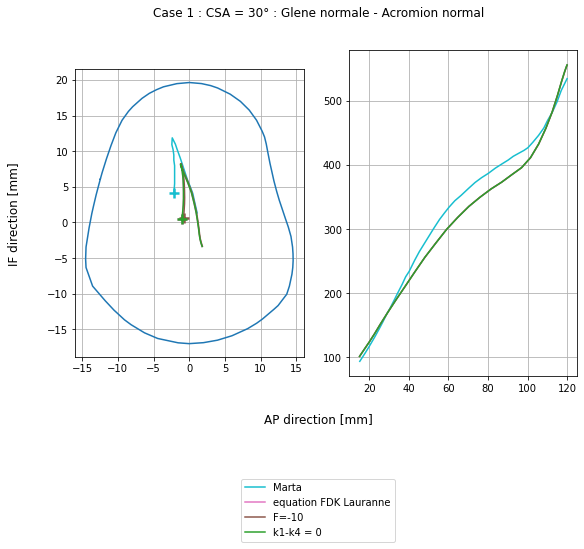 Case 1 : CSA = 30° : Glene normale - Acromion normal
IF direction [mm]
20
15
10
5
0
−5
−10
−15
−15 −10 −5 0 5 10 15
500
400
300
200
100
20 40 60 80 100 120
AP direction [mm]
Marta
equation FDK Lauranne
F=-10
k1-k4 = 0